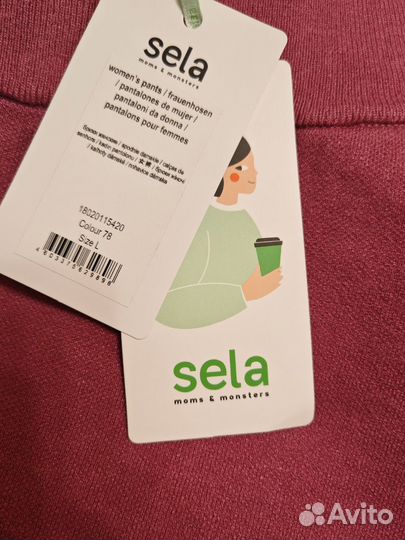 sela
moms & monsters
women's pants / frauenhosen
/ pantalones de mujer /
pantaloni da donna /
pantalons pour femmes
18020115420
Colour 78
Size L
sela
moms & monsters
Avito